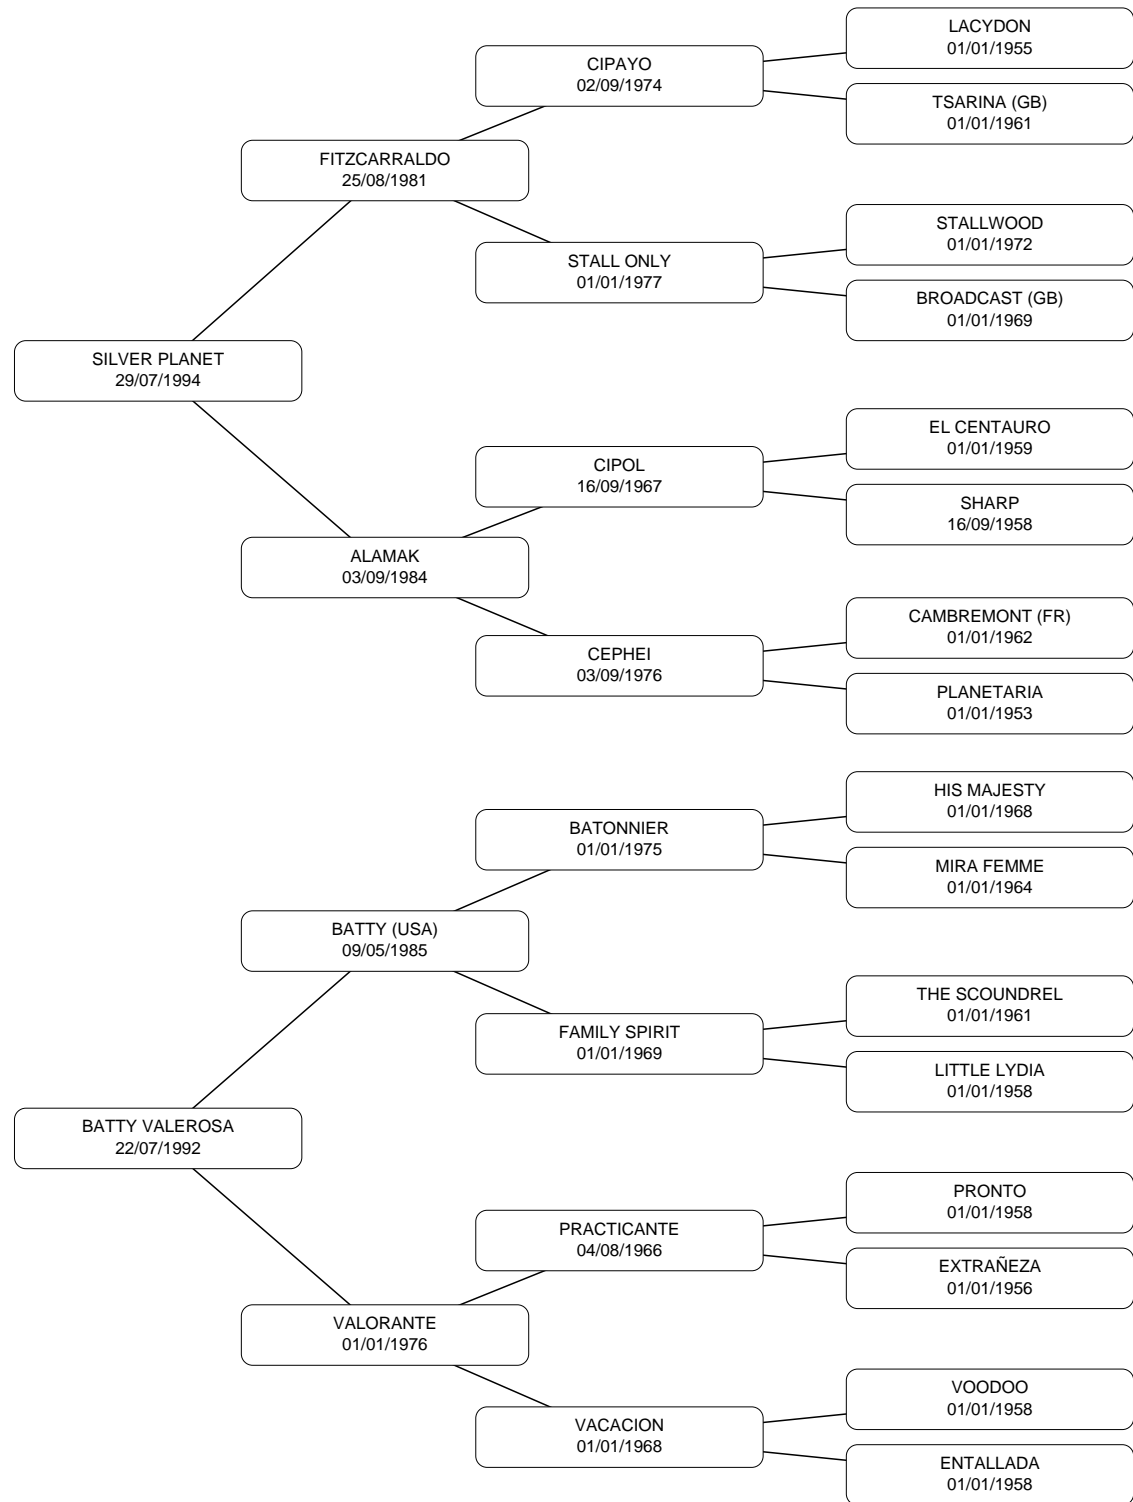 LACYDON
01/01/1955
CIPAYO
02/09/1974
TSARINA (GB)
01/01/1961
FITZCARRALDO
25/08/1981
STALLWOOD
01/01/1972
STALL ONLY
01/01/1977
BROADCAST (GB)
01/01/1969
SILVER PLANET
29/07/1994
EL CENTAURO
01/01/1959
CIPOL
16/09/1967
SHARP
16/09/1958
ALAMAK
03/09/1984
CAMBREMONT (FR)
01/01/1962
CEPHEI
03/09/1976
PLANETARIA
01/01/1953
HIS MAJESTY
01/01/1968
BATONNIER
01/01/1975
MIRA FEMME
01/01/1964
BATTY (USA)
09/05/1985
THE SCOUNDREL
01/01/1961
FAMILY SPIRIT
01/01/1969
LITTLE LYDIA
01/01/1958
BATTY VALEROSA
22/07/1992
PRONTO
01/01/1958
PRACTICANTE
04/08/1966
EXTRAÑEZA
01/01/1956
VALORANTE
01/01/1976
VOODOO
01/01/1958
VACACION
01/01/1968
ENTALLADA
01/01/1958